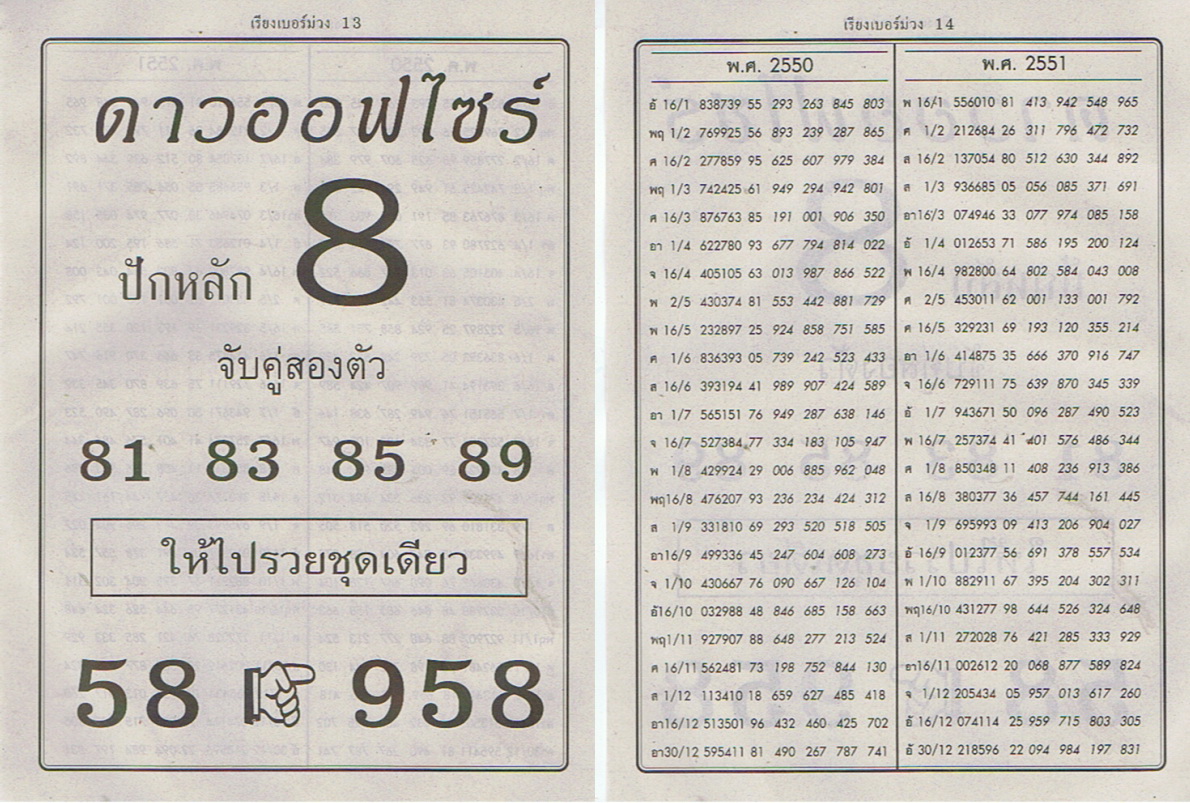 เรียงเบอร์ม่วง 13
ดาวออฟไซร์
8
ปักหลัก
จับคู่สองตัว
81 83 85 89
ให้ไปรวยชุดเดียว
58 958
เรียงเบอร์ม่วง 14
พ.ศ. 2550
อั 16/1 838739 55 293 263 845 803
พฤ 1/2 769925 56 893 239 287 865
ศ 16/2 277859 95 625 607 979 384
พฤ 1/3 742425 61 949 294 942 801
ศ 16/3 876763 85 191 001 906 350
อา 1/4 622780 93 677 794 814 022
จ 16/4 405105 63 013 987 866 522
พ 2/5 430374 81 553 442 881 729
พ 16/5 232897 25 924 858 751 585
ศ 1/6 836393 05 739 242 523 433
ส 16/6 393194 41 989 907 424 589
อา 1/7 565151 76 949 287 638 146
จ 16/7 527384 77 334 183 105 947
พ 1/8 429924 29 006 885 962 048
พฤ16/8 476207 93 236 234 424 312
ส 1/9 331810 69 293 520 518 505
อา16/9 499336 45 247 604 608 273
จ 1/10 430667 76 090 667 126 104
อั16/10 032988 48 846 685 158 663
พฤ1/11 927907 88 648 277 213 524
ศ 16/11 562481 73 198 752 844 130
ส 1/12 113410 18 659 627 485 418
อา16/12 513501 96 432 460 425 702
อา30/12 595411 81 490 267 787 741
พ.ศ. 2551
พ 16/1 556010 81 413 942 548 965
ศ 1/2 212684 26 311 796 472 732
ส 16/2 137054 80 512 630 344 892
ส 1/3 936685 05 056 085 371 691
อา16/3 074946 33 077 974 085 158
อั 1/4 012653 71 586 195 200 124
พ 16/4 982800 64 802 584 043 008
ศ 2/5 453011 62 001 133 001 792
ศ 16/5 329231 69 193 120 355 214
อา 1/6 414875 35 666 370 916 747
จ 16/6 729111 75 639 870 345 339
อั 1/7 943671 50 096 287 490 523
พ 16/7 257374 41 401 576 486 344
ศ 1/8 850348 11 408 236 913 386
ส 16/8 380377 36 457 744 161 445
จ 1/9 695993 09 413 206 904 027
อั 16/9 012377 56 691 378 557 534
พ 1/10 882911 67 395 204 302 311
พฤ16/10 431277 98 644 526 324 648
ส 1/11 272028 76 421 285 333 929
อา16/11 002612 20 068 877 589 824
จ 1/12 205434 05 957 013 617 260
อั 16/12 074114 25 959 715 803 305
อั 30/12 218596 22 094 984 197 831